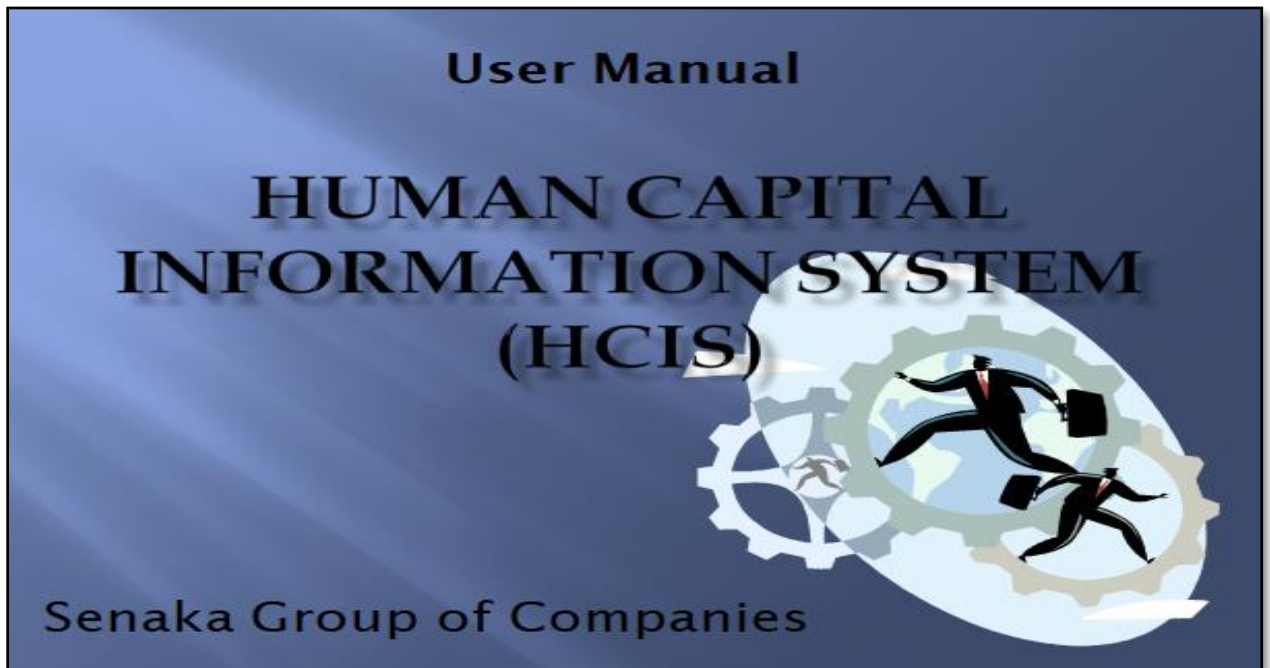 User Manual
HUMAN CAPITAL
INFORMATION SYSTEM
(HCIS)
Senaka Group of Companies